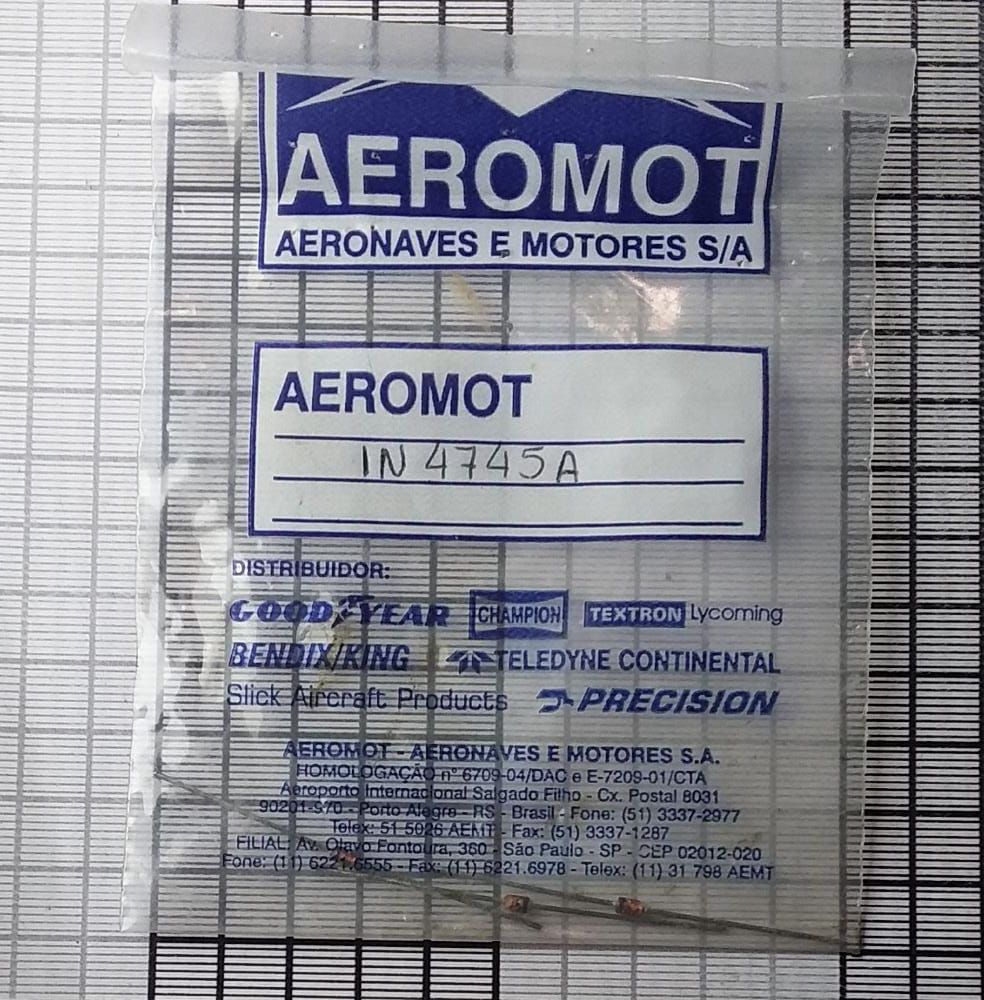 AEROMOT
AERONAVES E MOTORES S/A
AEROMOT
1N4745A
DISTRIBUIDOR:
GOODYEAR CHAMPION TEXTRON Lycoming
BENDIX/KING TELEDYNE CONTINENTAL
Slick Aircraft Products PRECISION
AEROMOT - AERONAVES E MOTORES S.A.
HOMOLOGAÇÃO nº 6709-04/DAC e E-7209-01/CTA
Aeroporto Internacional Salgado Filho - Cx. Postal 8031
90201-970 - Porto Alegre - RS - Brasil - Fone: (51) 3337-2977
Telex: 51 5026 AEMT - Fax: (51) 3337-1287
FILIAL: Av. Olavo Fontoura, 360 - São Paulo - SP - CEP 02012-020
Fone: (11) 6221.6555 - Fax: (11) 6221.6978 - Telex: (11) 31 798 AEMT